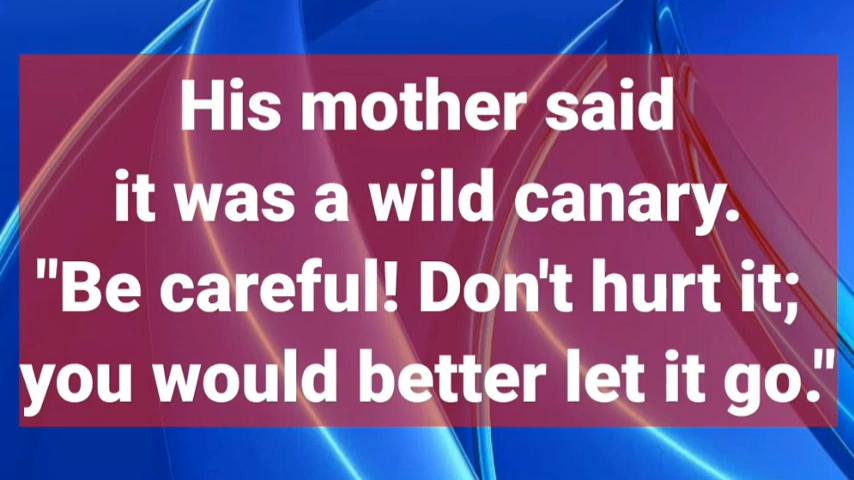 His mother said
it was a wild canary.
"Be careful! Don't hurt it;
you would better let it go."